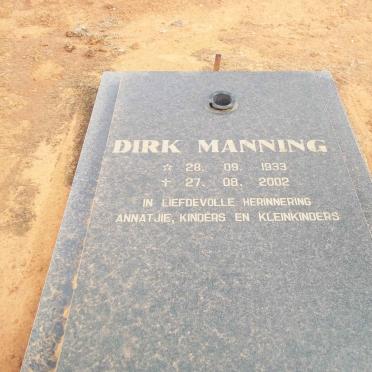 DIRK MANNING
☆ 28. 09. 1933
✝ 27. 08. 2002
IN LIEFDEVOLLE HERINNERING
ANNATJIE, KINDERS EN KLEINKINDERS